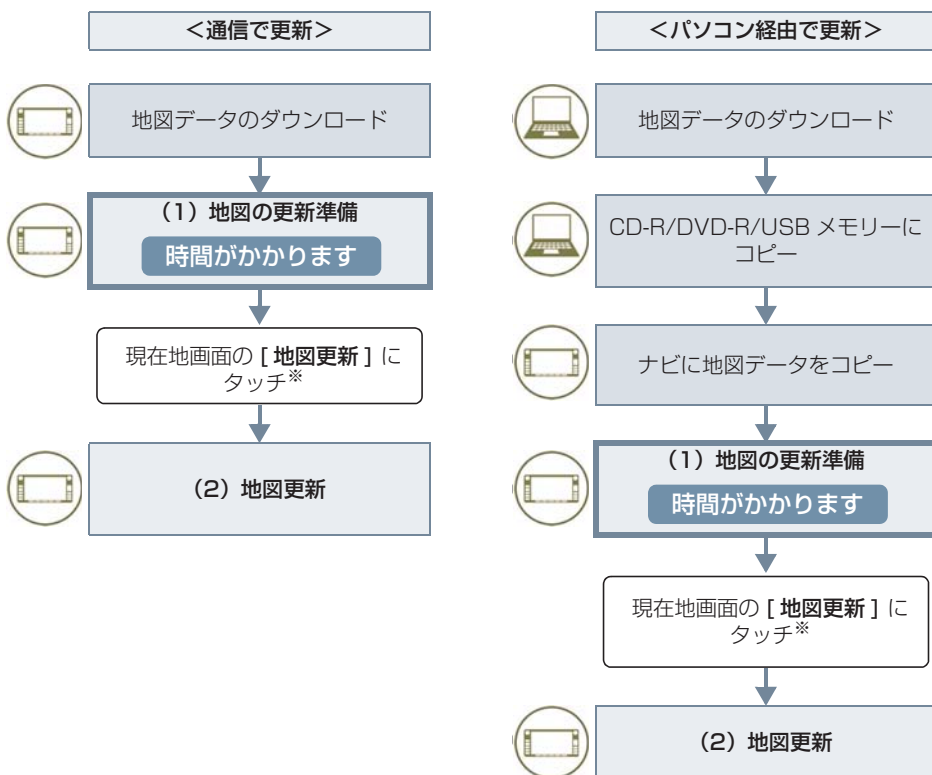 ＜通信で更新＞
地図データのダウンロード
（1）地図の更新準備
時間がかかります
現在地画面の [ 地図更新 ] に
タッチ※
（2）地図更新
＜パソコン経由で更新＞
地図データのダウンロード
CD-R/DVD-R/USB メモリーに
コピー
ナビに地図データをコピー
（1）地図の更新準備
時間がかかります
現在地画面の [ 地図更新 ] に
タッチ※
（2）地図更新